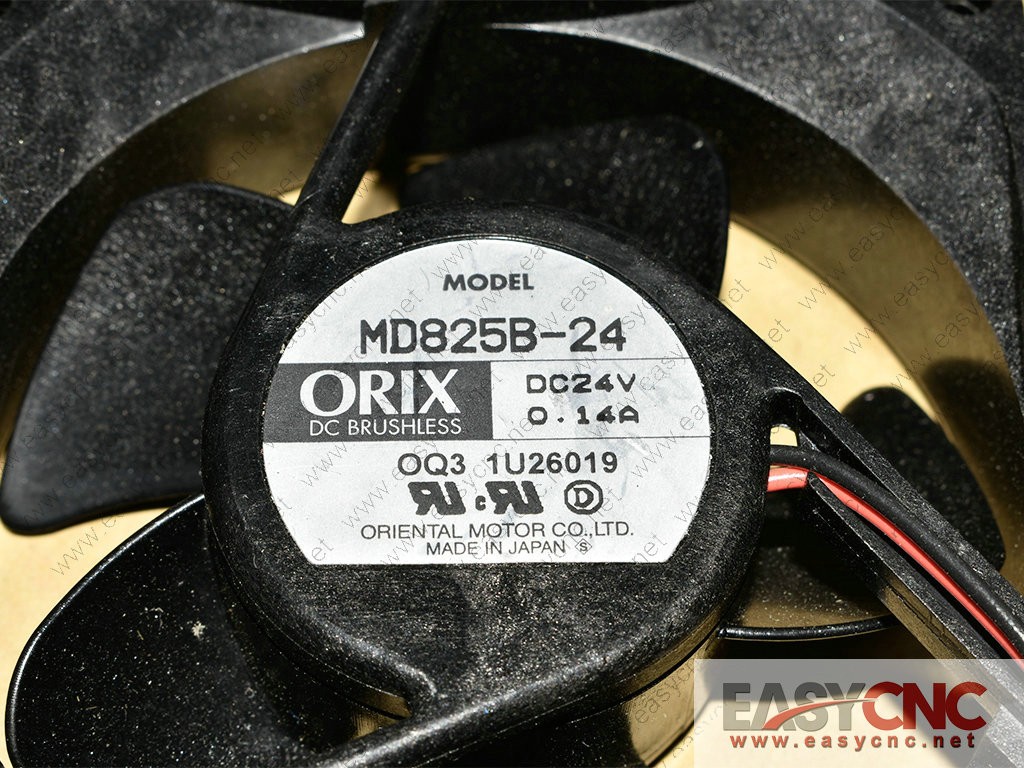 MODEL
MD825B-24
ORIX
DC BRUSHLESS
DC24V
0.14A
OQ3 1U26019
ORIENTAL MOTOR CO.,LTD.
MADE IN JAPAN S
EASYCNC
www.easycnc.net